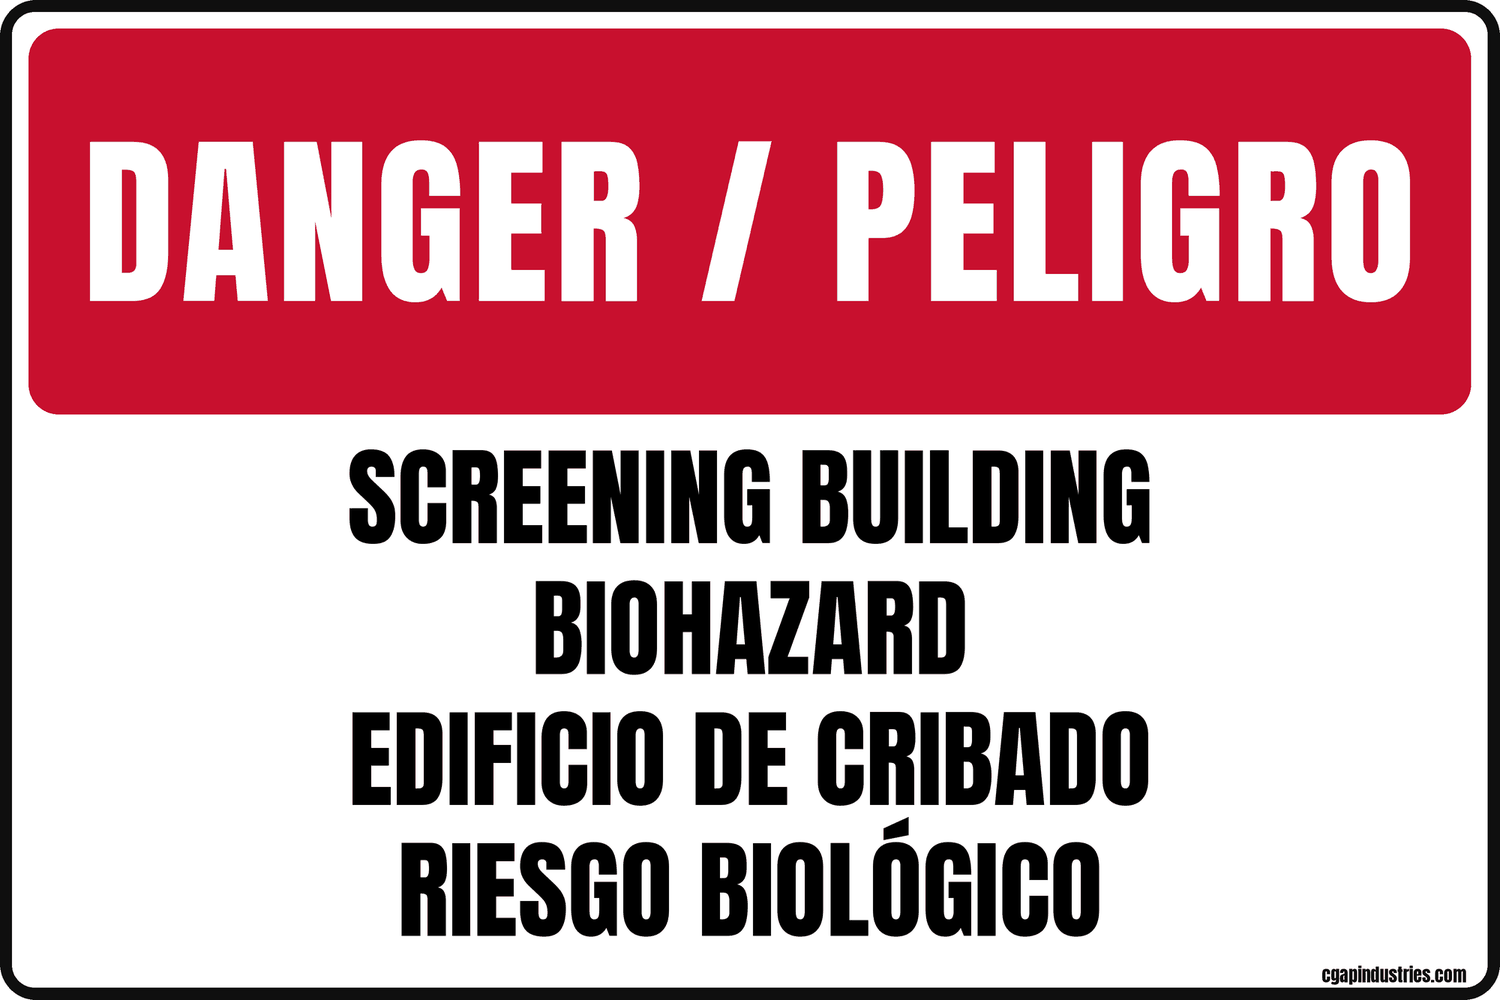 DANGER / PELIGRO
SCREENING BUILDING
BIOHAZARD
EDIFICIO DE CRIBADO
RIESGO BIOLÓGICO
cgapindustries.com